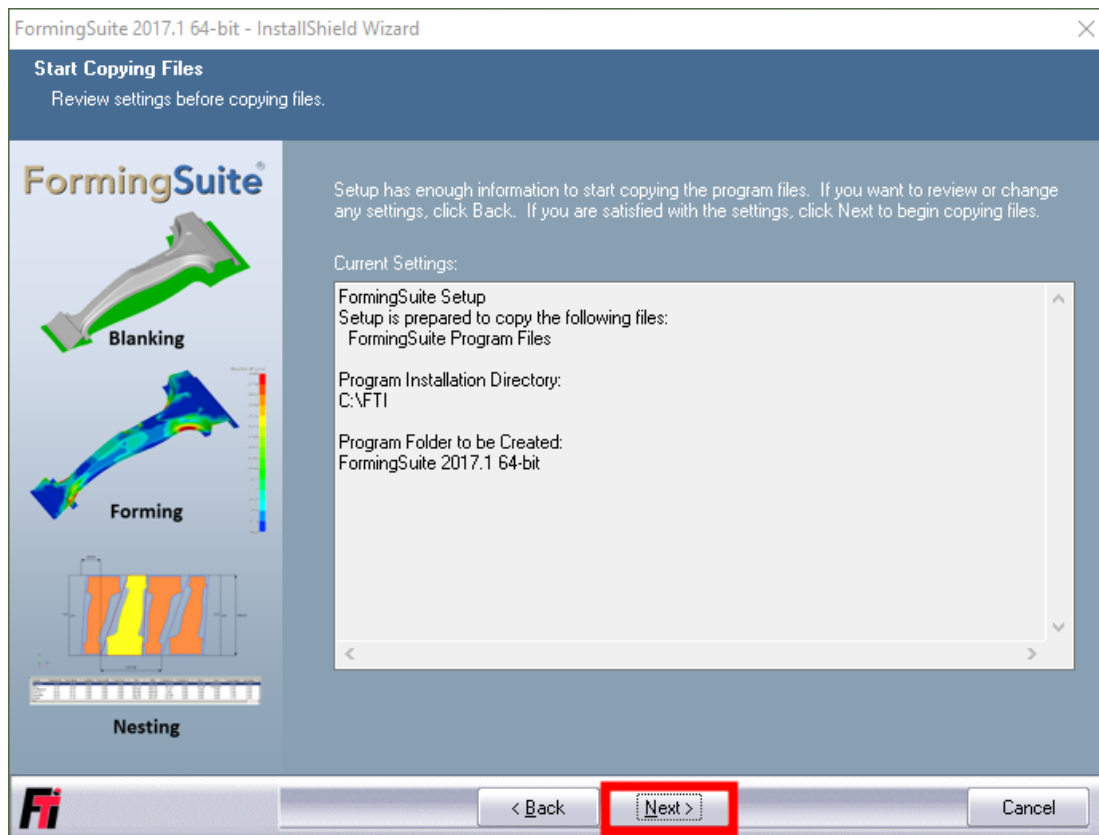 FormingSuite 2017.1 64-bit - InstallShield Wizard
Start Copying Files
Review settings before copying files.
FormingSuite®
Blanking
Forming
Nesting
Setup has enough information to start copying the program files. If you want to review or change
any settings, click Back. If you are satisfied with the settings, click Next to begin copying files.
Current Settings:
FormingSuite Setup
Setup is prepared to copy the following files:
FormingSuite Program Files
Program Installation Directory:
C:\FTI
Program Folder to be Created:
FormingSuite 2017.1 64-bit
FTi
< Back
Next >
Cancel